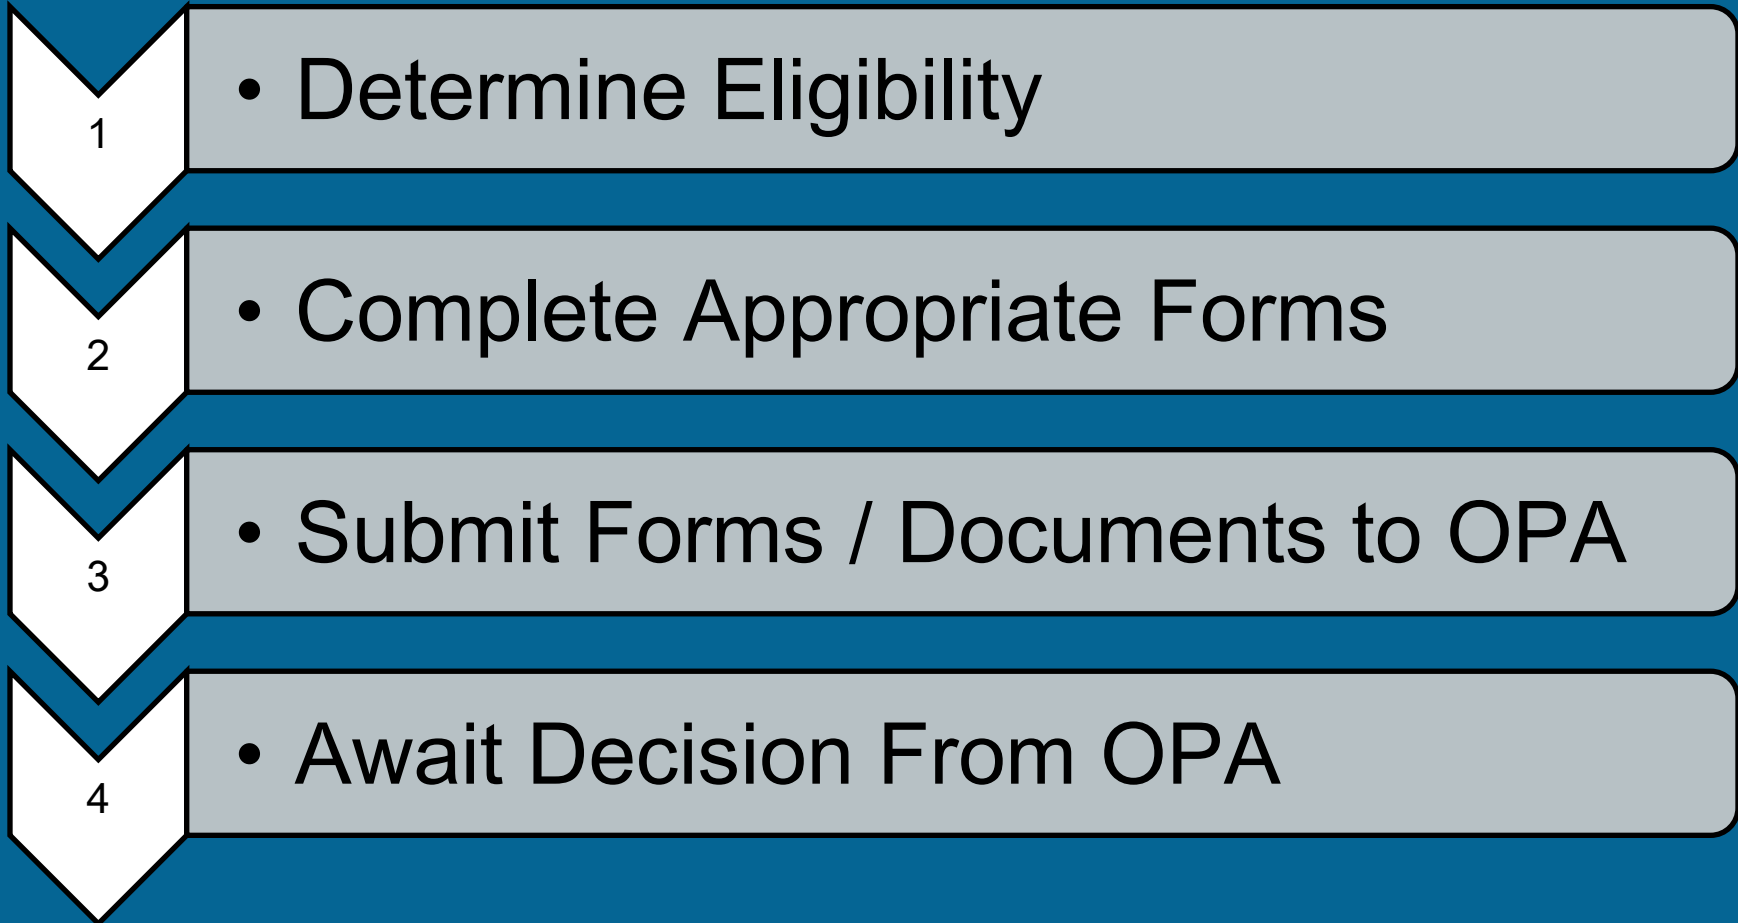 1
• Determine Eligibility
2
• Complete Appropriate Forms
3
• Submit Forms / Documents to OPA
4
• Await Decision From OPA